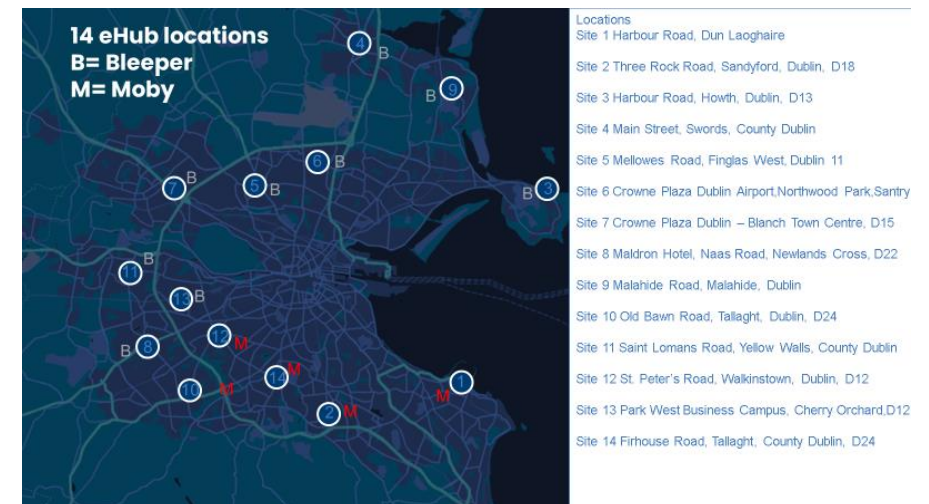 14 eHub locations
B= Bleeper
M= Moby
4
B
B
9
6
B
7
B
5
B
B
3
B
11
13
B
12
M
B
8
M
14
10
M
M
1
2
M
Locations
Site 1 Harbour Road, Dun Laoghaire
Site 2 Three Rock Road, Sandyford, Dublin, D18
Site 3 Harbour Road, Howth, Dublin, D13
Site 4 Main Street, Swords, County Dublin
Site 5 Mellowes Road, Finglas West, Dublin 11
Site 6 Crowne Plaza Dublin Airport,Northwood Park,Santry
Site 7 Crowne Plaza Dublin – Blanch Town Centre, D15
Site 8 Maldron Hotel, Naas Road, Newlands Cross, D22
Site 9 Malahide Road, Malahide, Dublin
Site 10 Old Bawn Road, Tallaght, Dublin, D24
Site 11 Saint Lomans Road, Yellow Walls, County Dublin
Site 12 St. Peter's Road, Walkinstown, Dublin, D12
Site 13 Park West Business Campus, Cherry Orchard,D12
Site 14 Firhouse Road, Tallaght, County Dublin, D24